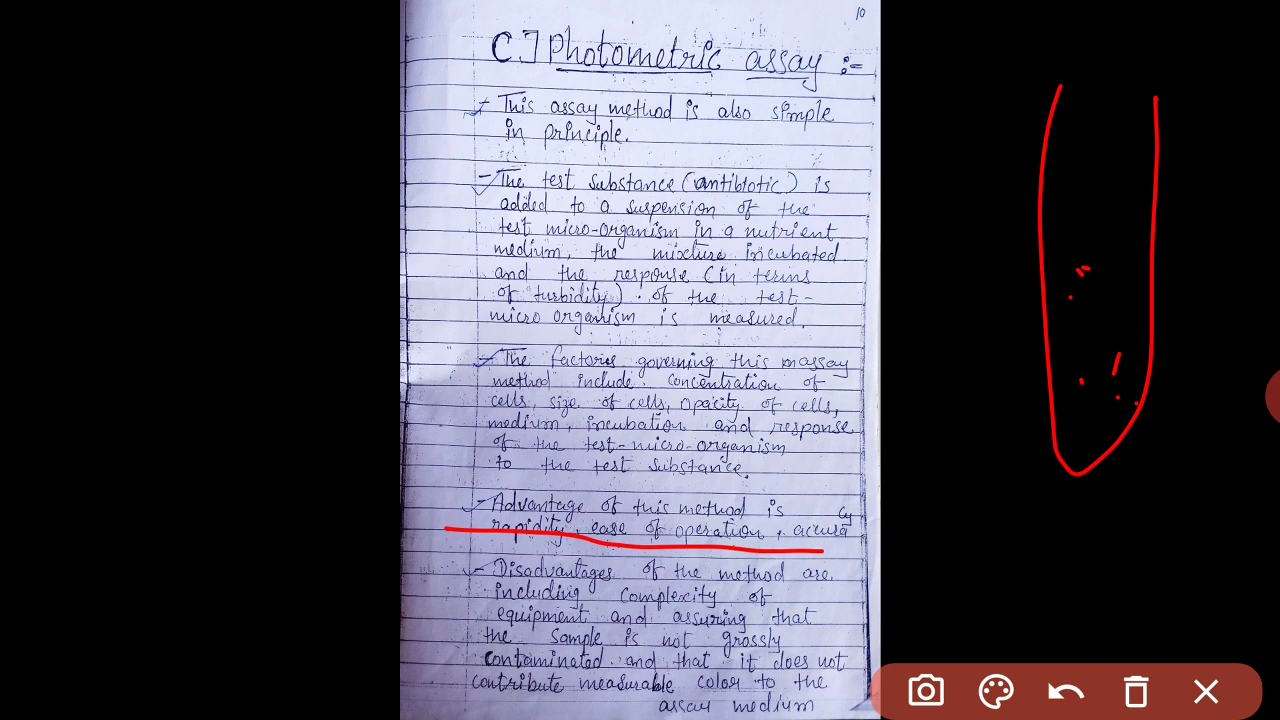 10
C.] Photometric assay :-
- This assay method is also simple
in principle.
- The test substance (antibiotic) is
added to a suspension of the
test micro-organism in a nutrient
medium, the mixture incubated
and the response (in terms
of turbidity). of the test-
micro organism is measured.
- The factors governing this massay
method include concentration of
cells, size of cells, opacity of cells,
medium, incubation and response
of the test-micro-organism
to the test substance.
- Advantage of this method is
rapidity, ease of operation, accuracy
- Disadvantages of the method are
including complexity of
equipment and assuring that
the sample is not grossly
contaminated and that it does not
contribute measurable color to the
assay medium